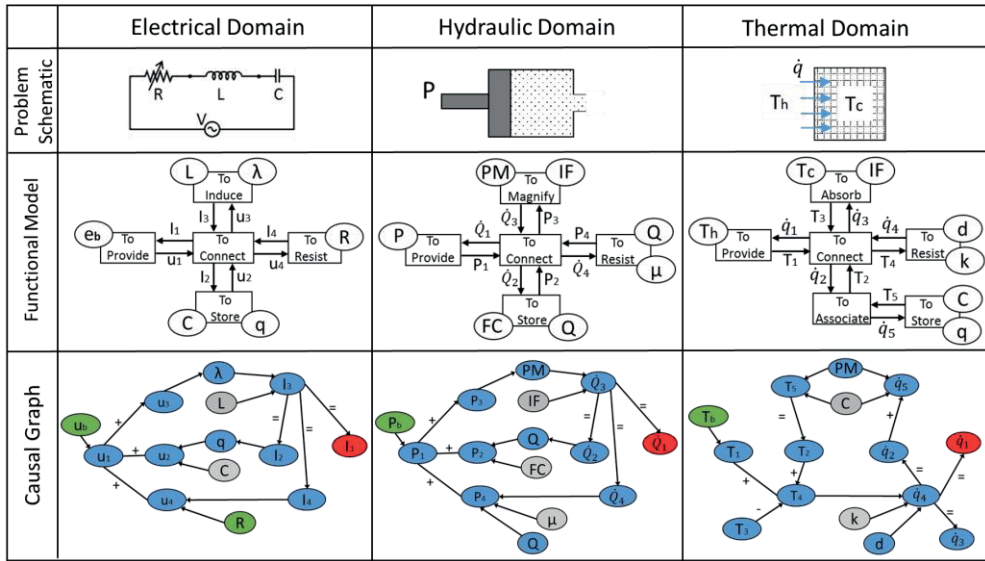 Electrical Domain
Hydraulic Domain
Thermal Domain
Problem
Schematic
R
L
C
V
P
q̇
Th
Tc
Functional Model
L
λ
To
Induce
I3
u3
eb
To
Provide
I1
u1
To
Connect
I4
u4
To
Resist
R
I2
u2
To
Store
C
q
PM
IF
To
Magnify
Q̇3
P3
P
To
Provide
Q̇1
P1
To
Connect
P4
Q̇4
To
Resist
Q
μ
Q̇2
P2
To
Store
FC
Q
Tc
IF
To
Absorb
T3
q̇3
Th
To
Provide
q̇1
T1
To
Connect
q̇4
T4
To
Resist
d
k
q̇2
T2
To
Associate
T5
q̇5
To
Store
C
q
Causal Graph
λ
I3
u3
L
=
=
=
ub
+
u1
+
u2
q
I2
I3
C
+
u4
I4
R
PM
Q̇3
P3
IF
=
=
=
Pb
+
P1
+
P2
Q
Q̇2
Q̇1
FC
+
P4
Q̇4
μ
Q
PM
T5
q̇5
C
Tb
=
+
T1
T2
q̇2
q̇1
+
+
=
=
T4
q̇4
-
k
=
T3
d
q̇3